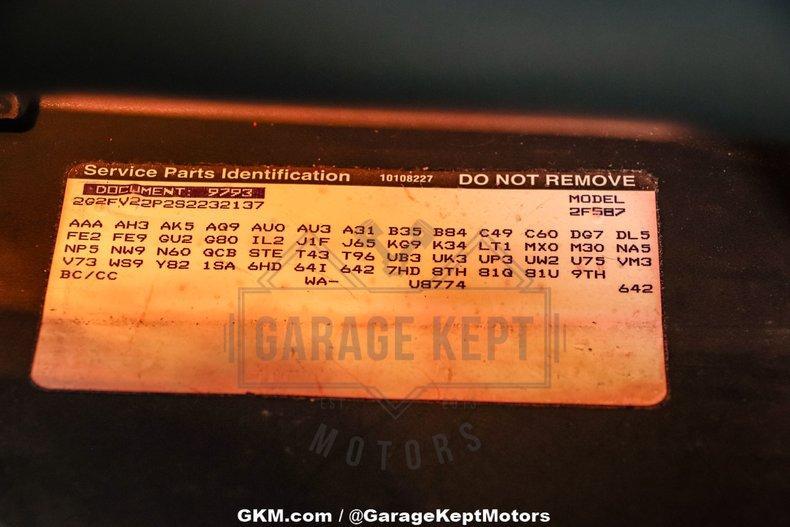 Service Parts Identification 10108227 DO NOT REMOVE
DOCUMENT: 9793 MODEL
2G2FV22P2S2232137 2FS87
AAA AH3 AK5 AQ9 AU0 AU3 A31 B35 B84 C49 C60 DG7 DL5
FE2 FE9 GU2 G80 IL2 J1F J65 KG9 K34 LT1 MX0 M30 NA5
NP5 NW9 N60 QCB STE T43 T96 UB3 UK3 UP3 UW2 U75 VM3
V73 WS9 Y82 1SA 6HD 64I 642 7HD 8TH 81Q 81U 9TH
BC/CC WA- U8774 642
GARAGE KEPT
EST.
MOTORS
GKM.com / @GarageKeptMotors